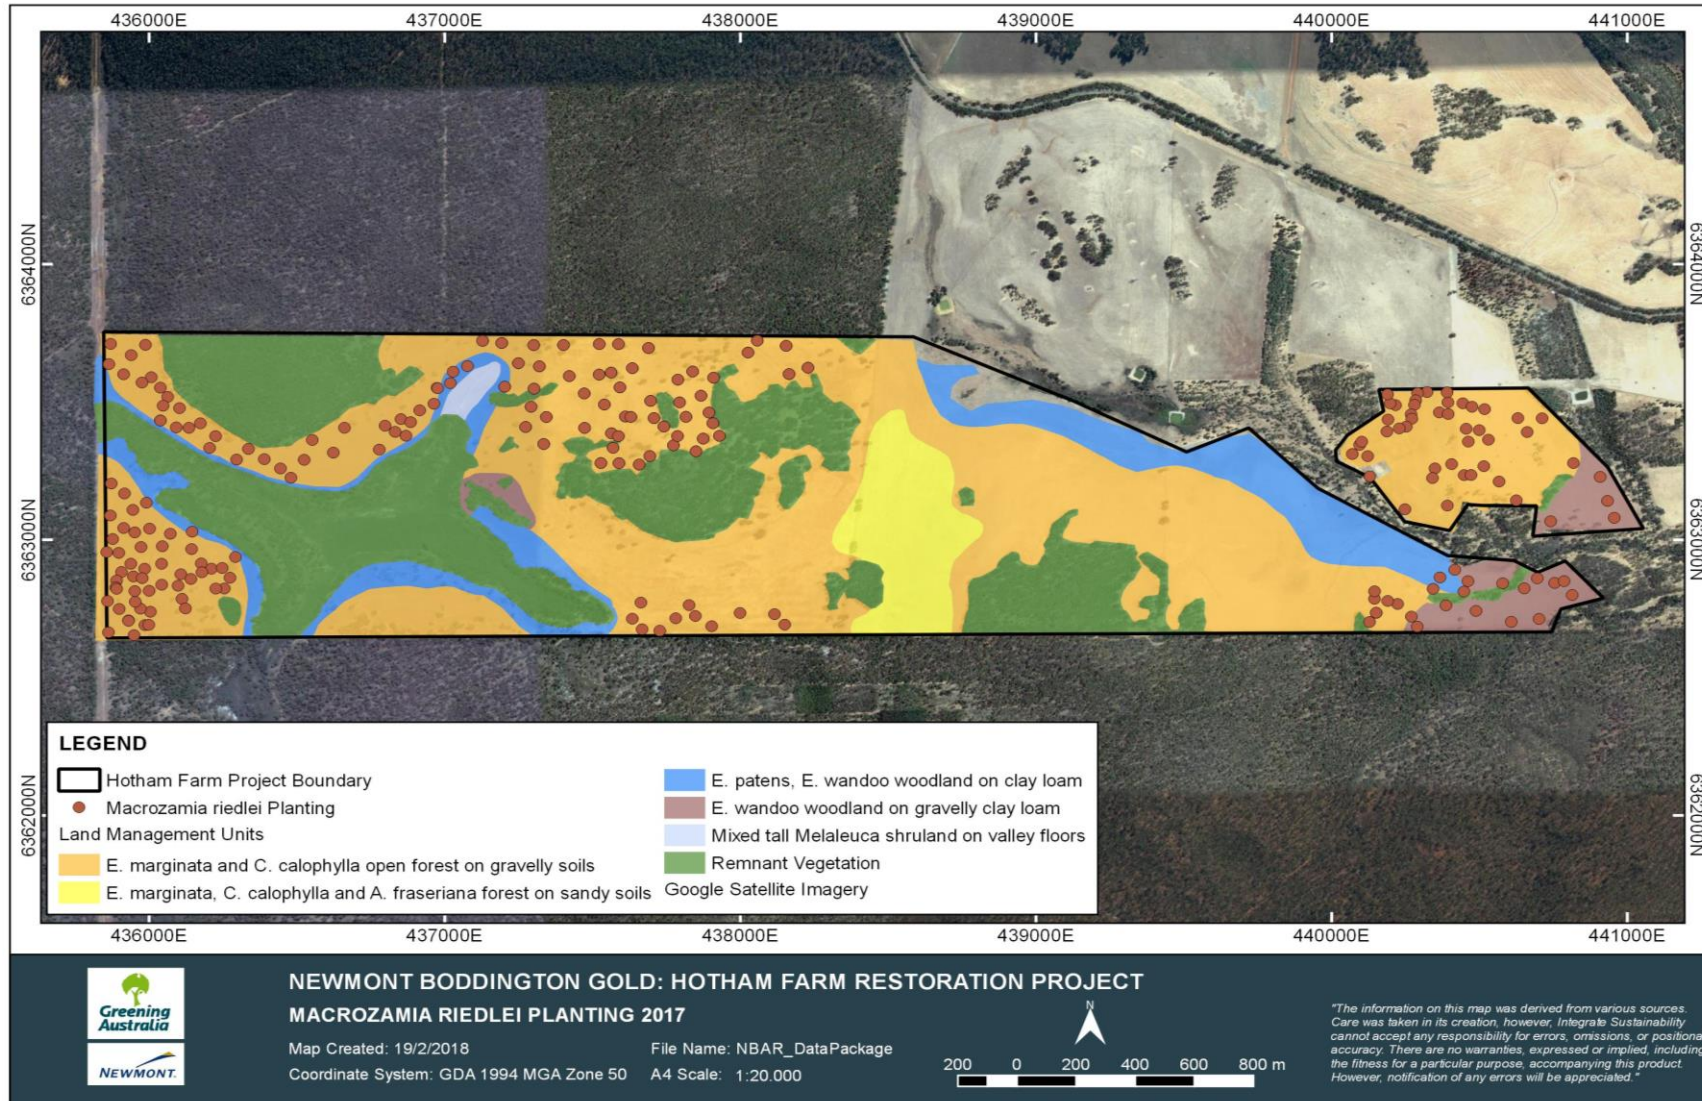 436000E 437000E 438000E 439000E 440000E 441000E
6364000N
6364000N
6363000N
6363000N
6362000N
6362000N
LEGEND
Hotham Farm Project Boundary
Macrozamia riedlei Planting
Land Management Units
E. marginata and C. calophylla open forest on gravelly soils
E. marginata, C. calophylla and A. fraseriana forest on sandy soils
E. patens, E. wandoo woodland on clay loam
E. wandoo woodland on gravelly clay loam
Mixed tall Melaleuca shruland on valley floors
Remnant Vegetation
Google Satellite Imagery
436000E 437000E 438000E 439000E 440000E 441000E
Greening
Australia
NEWMONT.
NEWMONT BODDINGTON GOLD: HOTHAM FARM RESTORATION PROJECT
MACROZAMIA RIEDLEI PLANTING 2017
Map Created: 19/2/2018
File Name: NBAR_DataPackage
Coordinate System: GDA 1994 MGA Zone 50
A4 Scale: 1:20.000
N
200 0 200 400 600 800 m
"The information on this map was derived from various sources.
Care was taken in its creation, however, Integrate Sustainability
cannot accept any responsibility for errors, omissions, or positiona
accuracy. There are no warranties, expressed or implied, including
the fitness for a particular purpose, accompanying this product.
However, notification of any errors will be appreciated."